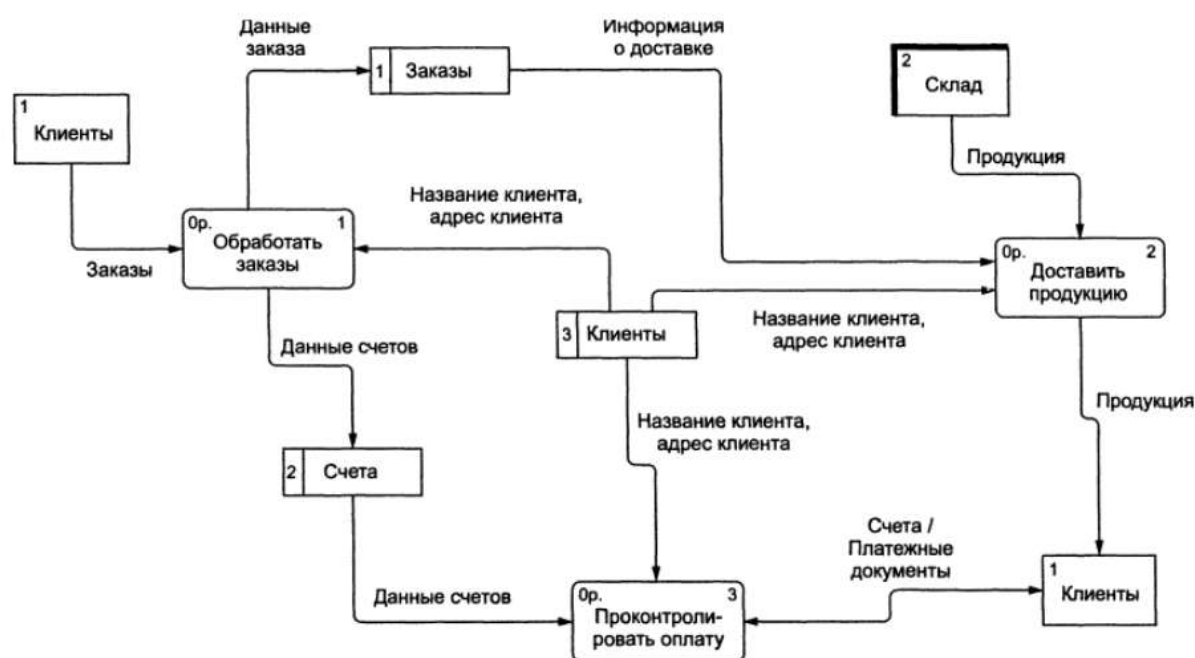 Данные
заказа
Информация
о доставке
1 Заказы
2
Склад
1
Клиенты
Продукция
Название клиента,
адрес клиента
0р. 1
Обработать
заказы
Заказы
0р. 2
Доставить
продукцию
3 Клиенты
Название клиента,
адрес клиента
Данные счетов
Продукция
Название клиента,
адрес клиента
2 Счета
Счета /
Платежные
документы
1
Клиенты
Данные счетов
0р. 3
Проконтроли-
ровать оплату